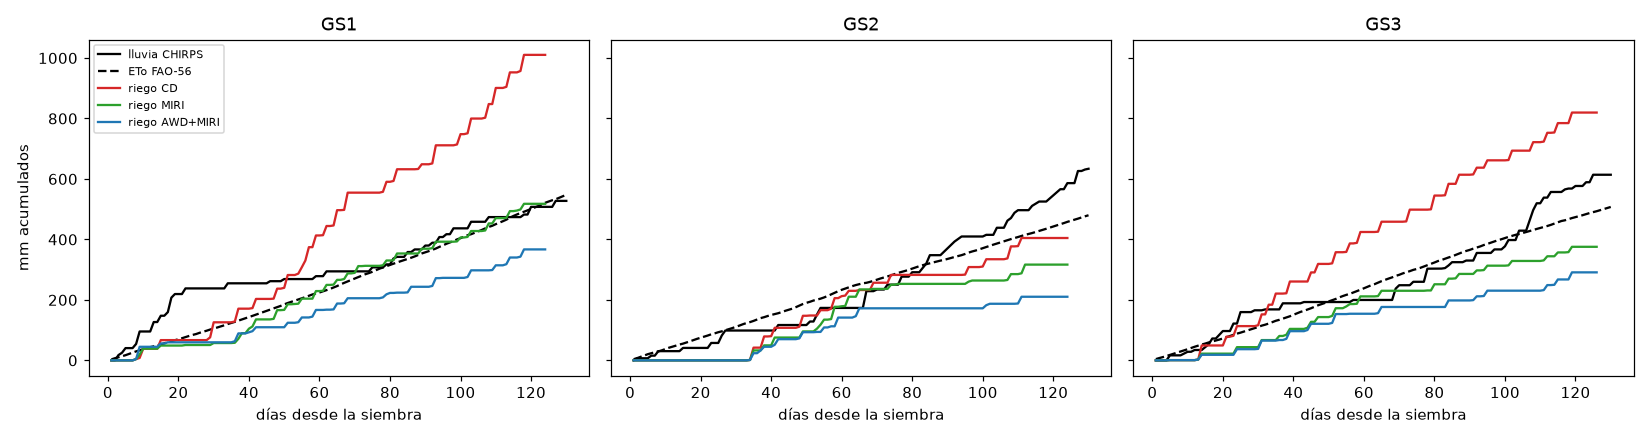 GS1
GS2
GS3
lluvia CHIRPS
ETo FAO-56
riego CD
riego MIRI
riego AWD+MIRI
mm acumulados
1000
800
600
400
200
0
0 20 40 60 80 100 120
0 20 40 60 80 100 120
0 20 40 60 80 100 120
días desde la siembra
días desde la siembra
días desde la siembra